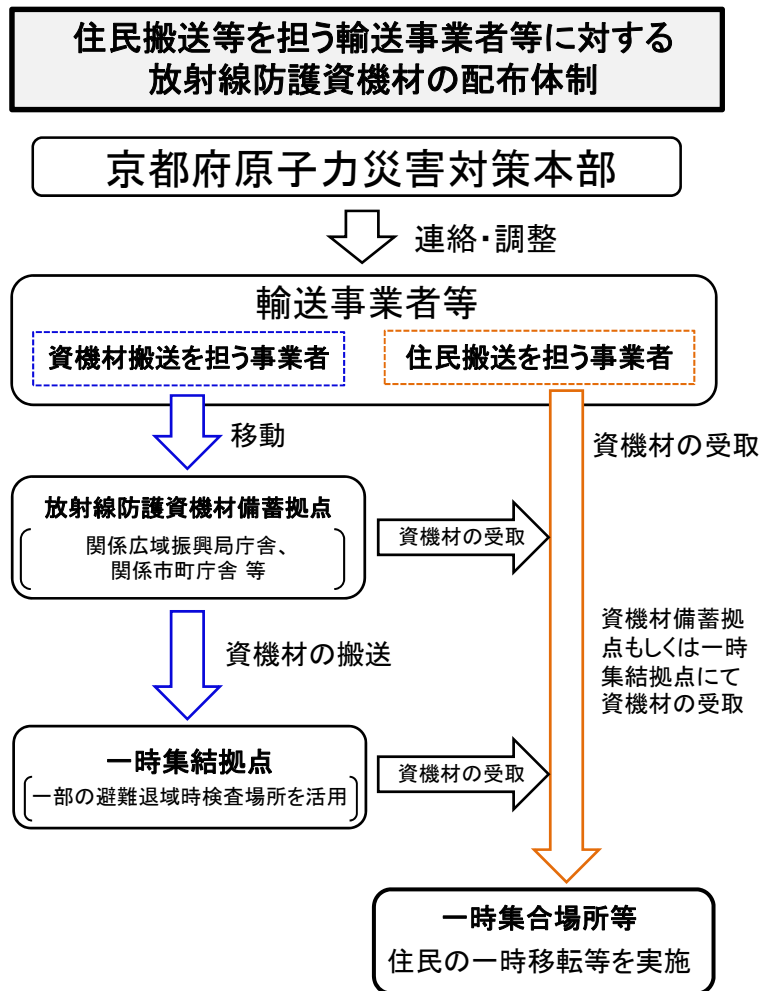 住民搬送等を担う輸送事業者等に対する
放射線防護資機材の配布体制
京都府原子力災害対策本部
連絡・調整
輸送事業者等
資機材搬送を担う事業者
住民搬送を担う事業者
移動
資機材の受取
放射線防護資機材備蓄拠点
関係広域振興局庁舎、
関係市町庁舎 等
資機材の受取
資機材の搬送
資機材備蓄拠
点もしくは一時
集結拠点にて
資機材の受取
一時集結拠点
一部の避難退域時検査場所を活用
資機材の受取
一時集合場所等
住民の一時移転等を実施